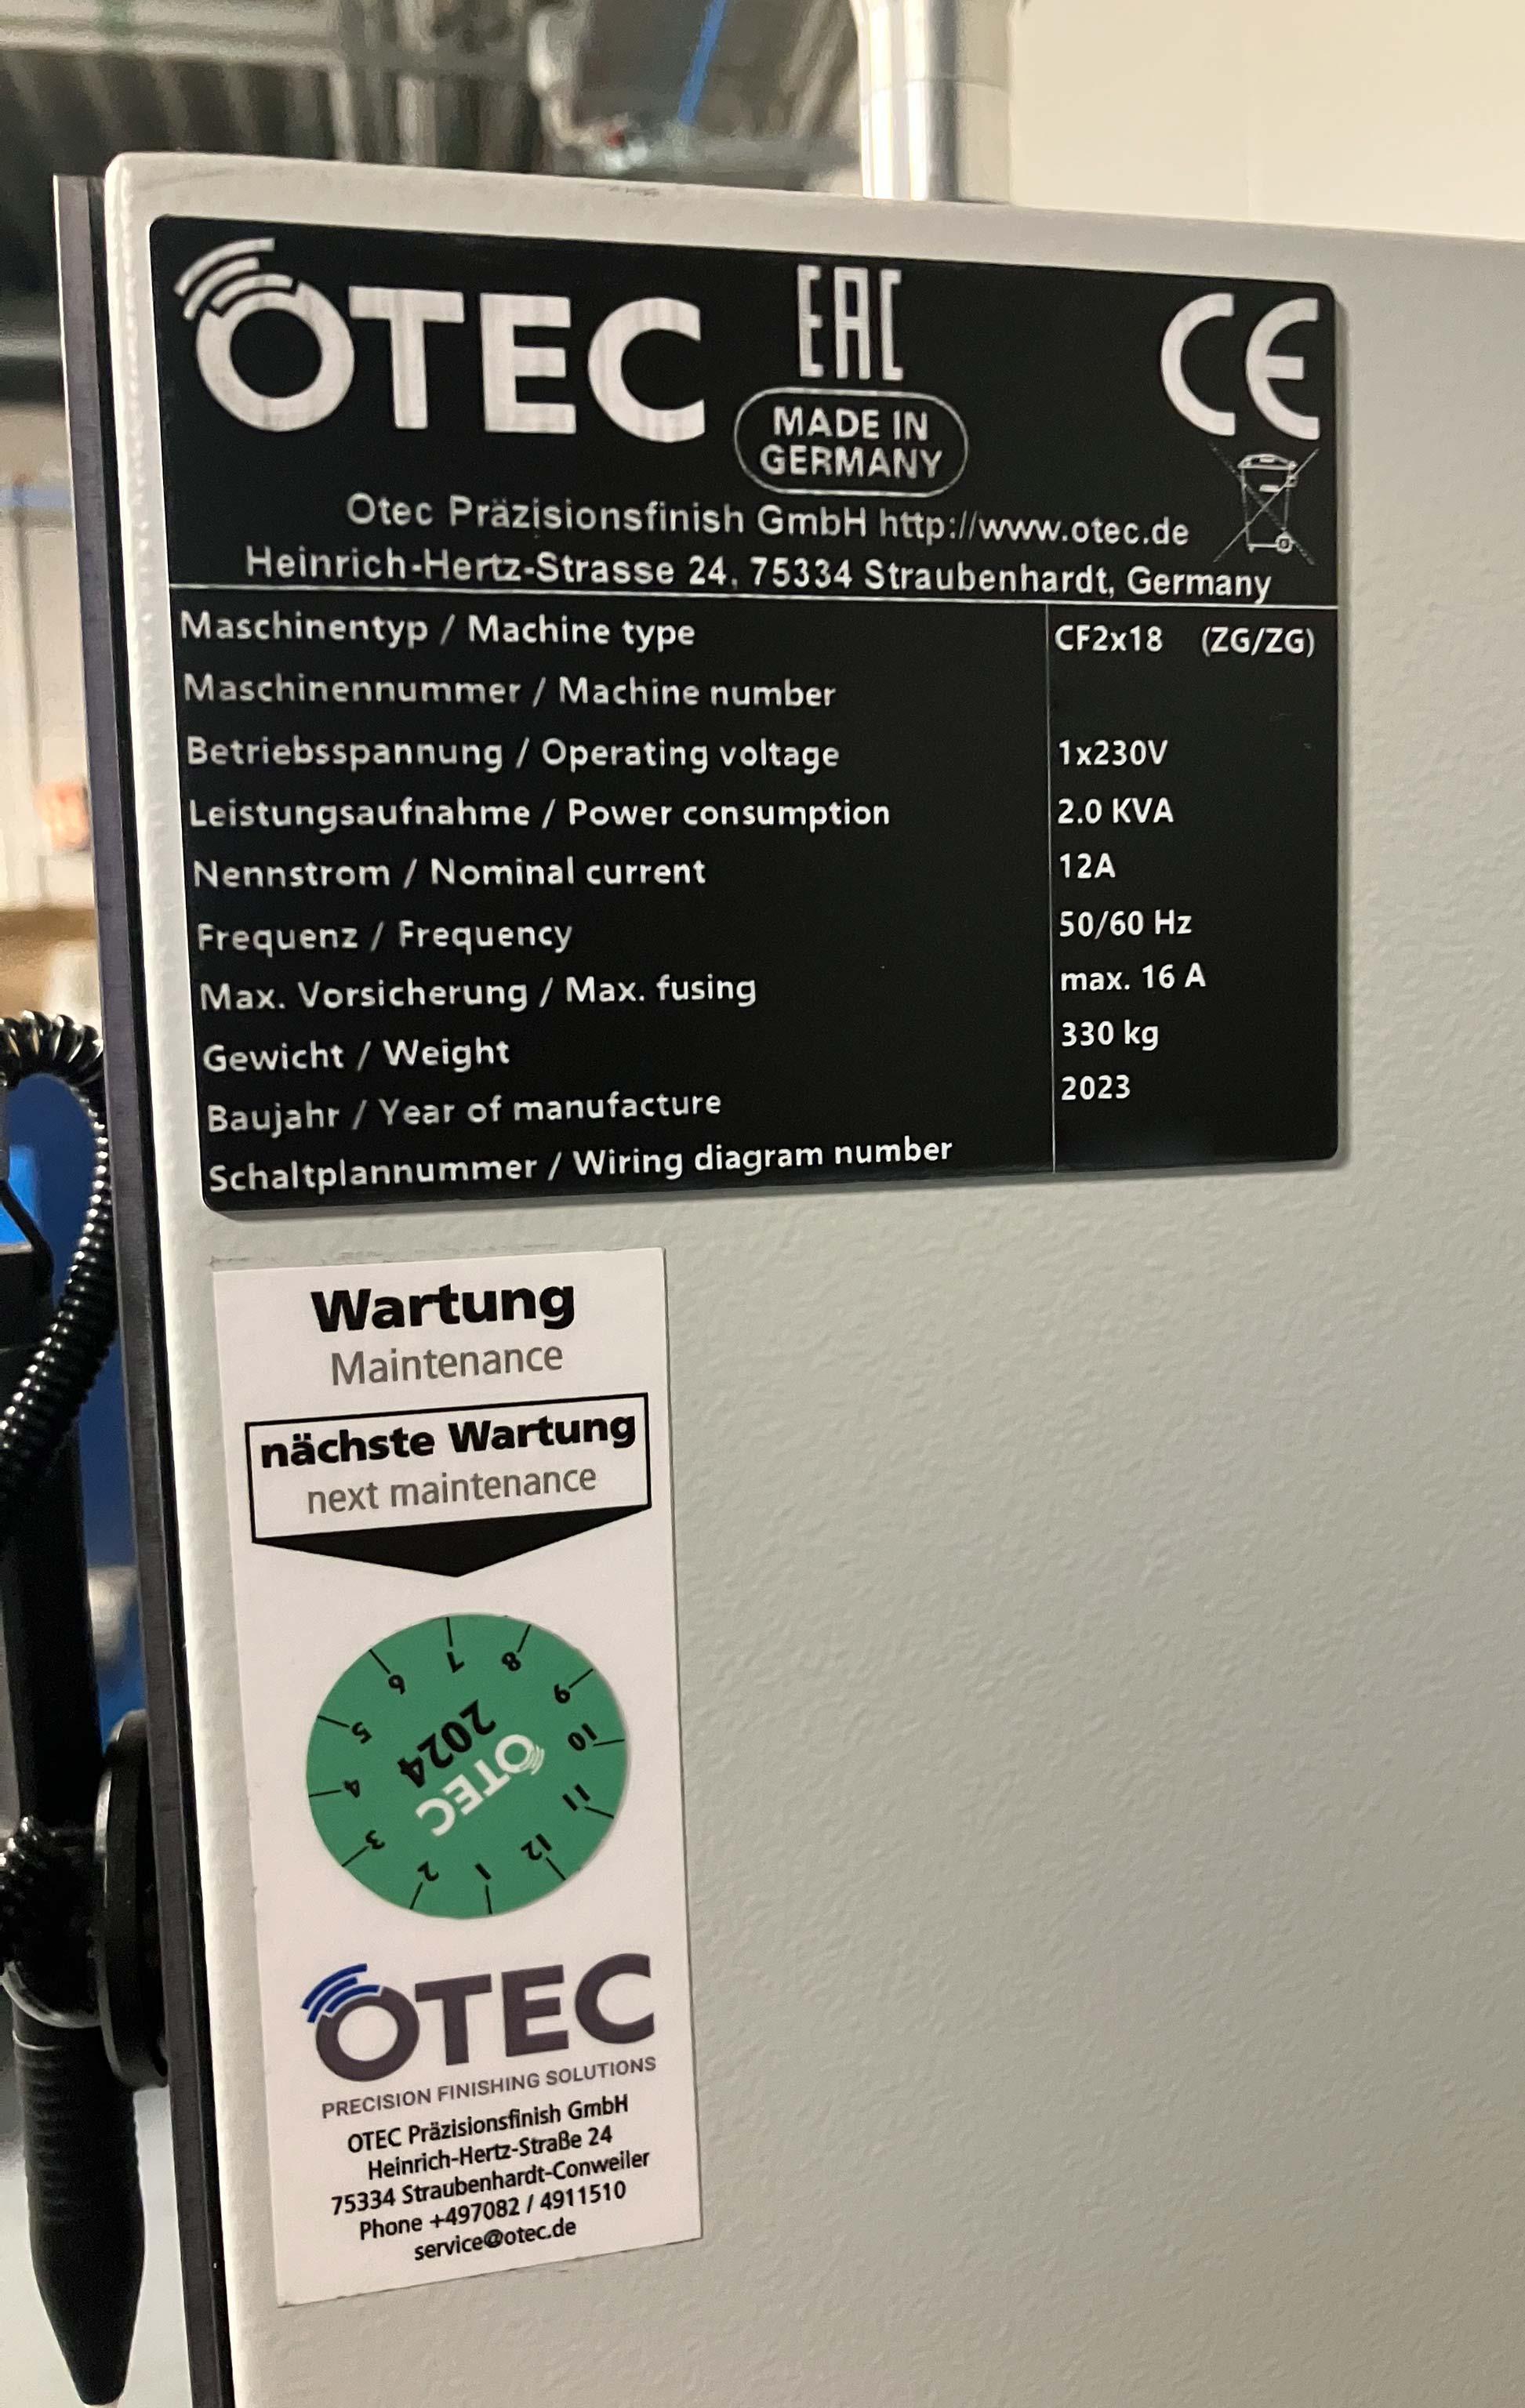 OTEC
EAC
CE
MADE IN
GERMANY
Otec Präzisionsfinish GmbH http://www.otec.de
Heinrich-Hertz-Strasse 24, 75334 Straubenhardt, Germany
Maschinentyp / Machine type CF2x18 (ZG/ZG)
Maschinennummer / Machine number
Betriebsspannung / Operating voltage 1x230V
Leistungsaufnahme / Power consumption 2.0 KVA
Nennstrom / Nominal current 12A
Frequenz / Frequency 50/60 Hz
Max. Vorsicherung / Max. fusing max. 16 A
Gewicht / Weight 330 kg
Baujahr / Year of manufacture 2023
Schaltplannummer / Wiring diagram number
Wartung
Maintenance
nächste Wartung
next maintenance
1 2 3 4 5 6 7 8 9 10 11 12
OTEC
2024
OTEC
PRECISION FINISHING SOLUTIONS
OTEC Präzisionsfinish GmbH
Heinrich-Hertz-Straße 24
75334 Straubenhardt-Conweiler
Phone +497082 / 4911510
service@otec.de